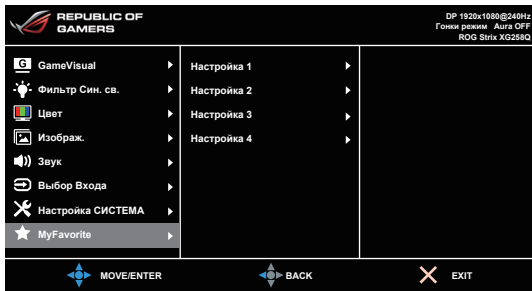 REPUBLIC OF
GAMERS
DP 1920x1080@240Hz
Гонки режим Aura OFF
ROG Strix XG258Q
G GameVisual
Фильтр Син. св.
Цвет
Изображ.
Звук
Выбор Входа
Настройка СИСТЕМА
MyFavorite
Настройка 1
Настройка 2
Настройка 3
Настройка 4
MOVE/ENTER
BACK
EXIT